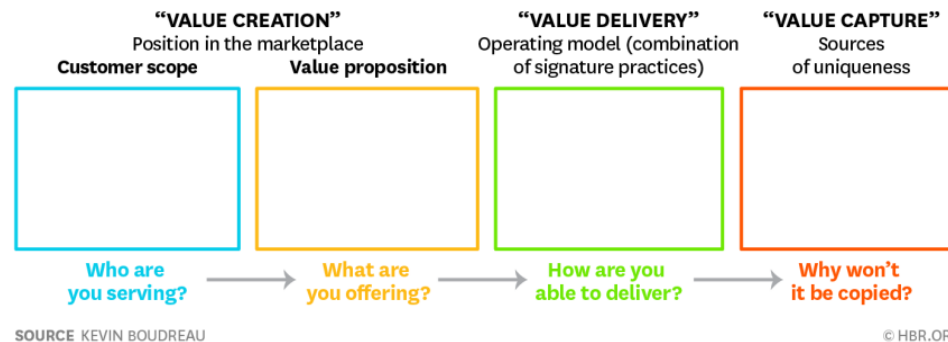 “VALUE CREATION”
Position in the marketplace
Customer scope
Value proposition
“VALUE DELIVERY”
Operating model (combination
of signature practices)
“VALUE CAPTURE”
Sources
of uniqueness
Who are
you serving?
What are
you offering?
How are you
able to deliver?
Why won’t
it be copied?
SOURCE KEVIN BOUDREAU
© HBR.OR